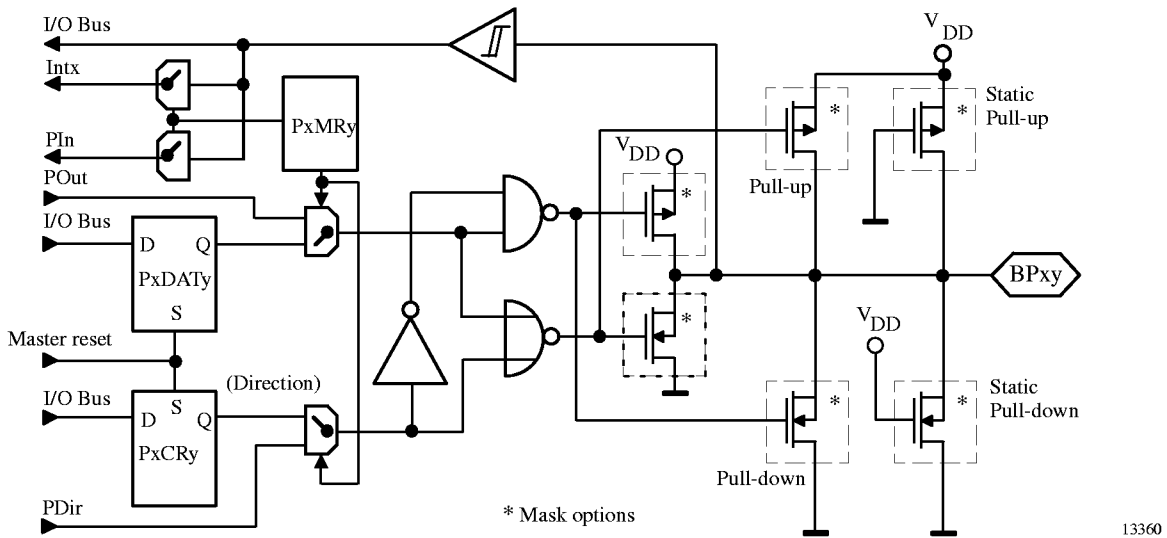 I/O Bus
Intx
PIn
POut
I/O Bus
D Q
PxDATy
S
Master reset
I/O Bus
S
D Q
PxCRy
PDir
(Direction)
PxMRy
V
DD
*
*
V
DD
*
Pull-up
*
Static
Pull-up
BPxy
*
Pull-down
V
DD
*
Static
Pull-down
* Mask options
13360